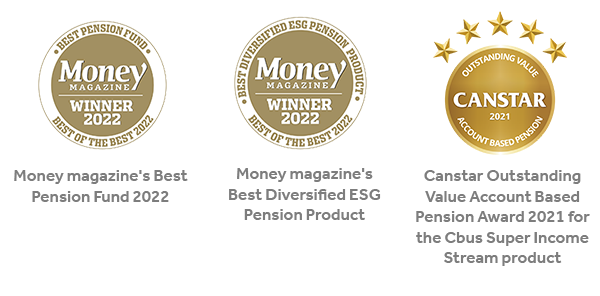 BEST PENSION FUND
Money
MAGAZINE
WINNER
2022
BEST OF THE BEST 2022
Money magazine's Best
Pension Fund 2022
BEST DIVERSIFIED ESG PENSION PRODUCT
Money
MAGAZINE
WINNER
2022
BEST OF THE BEST 2022
Money magazine's
Best Diversified ESG
Pension Product
OUTSTANDING VALUE
CANSTAR
2021
ACCOUNT BASED PENSION
Canstar Outstanding
Value Account Based
Pension Award 2021 for
the Cbus Super Income
Stream product